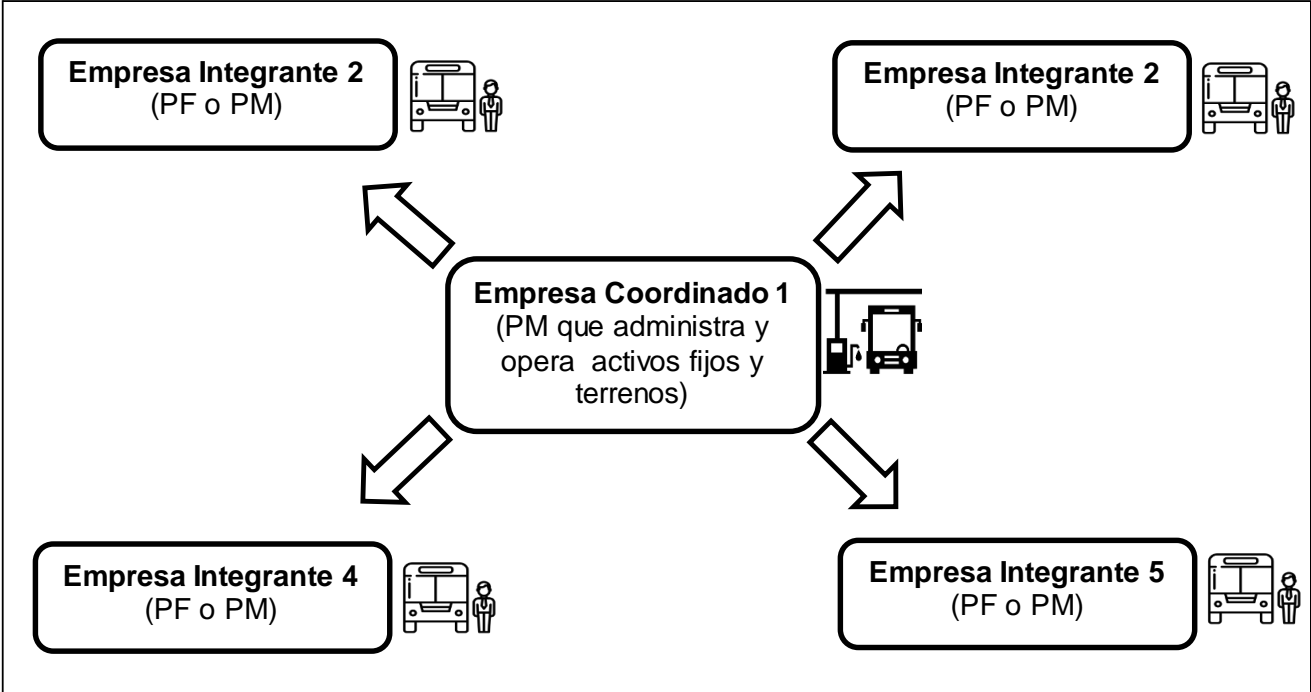 Empresa Integrante 2
(PF o PM)
Empresa Integrante 2
(PF o PM)
Empresa Coordinado 1
(PM que administra y
opera activos fijos y
terrenos)
Empresa Integrante 4
(PF o PM)
Empresa Integrante 5
(PF o PM)